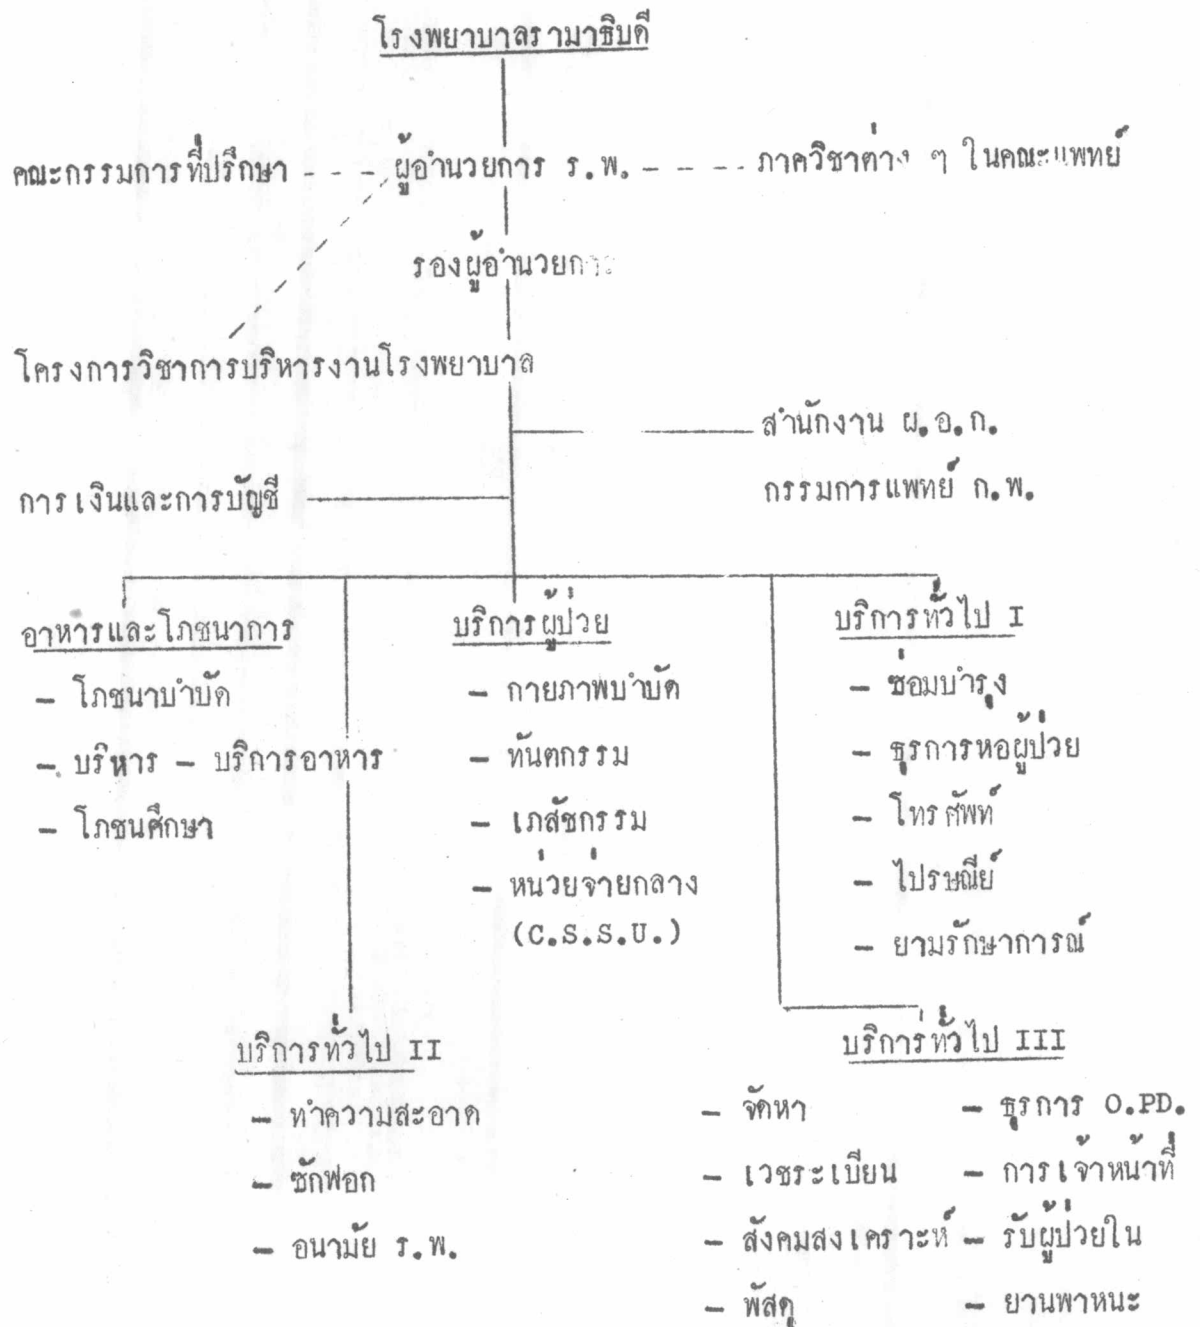 โรงพยาบาลรามาธิบดี
คณะกรรมการที่ปรึกษา - - - ผู้อำนวยการ ร.พ. - - - - ภาควิชาต่าง ๆ ในคณะแพทย์
รองผู้อำนวยการ
โครงการวิชาการบริหารงานโรงพยาบาล
สำนักงาน ผ.อ.ก.
การเงินและการบัญชี
กรรมการแพทย์ ก.พ.
อาหารและโภชนาการ
- โภชนาบำบัด
- บริหาร - บริการอาหาร
- โภชนศึกษา
บริการผู้ป่วย
- กายภาพบำบัด
- ทันตกรรม
- เภสัชกรรม
- หน่วยจ่ายกลาง
(C.S.S.U.)
บริการทั่วไป I
- ซ่อมบำรุง
- ธุรการหอผู้ป่วย
- โทรศัพท์
- ไปรษณีย์
- ยามรักษาการณ์
บริการทั่วไป II
- ทำความสะอาด
- ซักฟอก
- อนามัย ร.พ.
บริการทั่วไป III
- จัดหา - ธุรการ O.PD.
- เวชระเบียน - การเจ้าหน้าที่
- สังคมสงเคราะห์ - รับผู้ป่วยใน
- พัสดุ - ยานพาหนะ